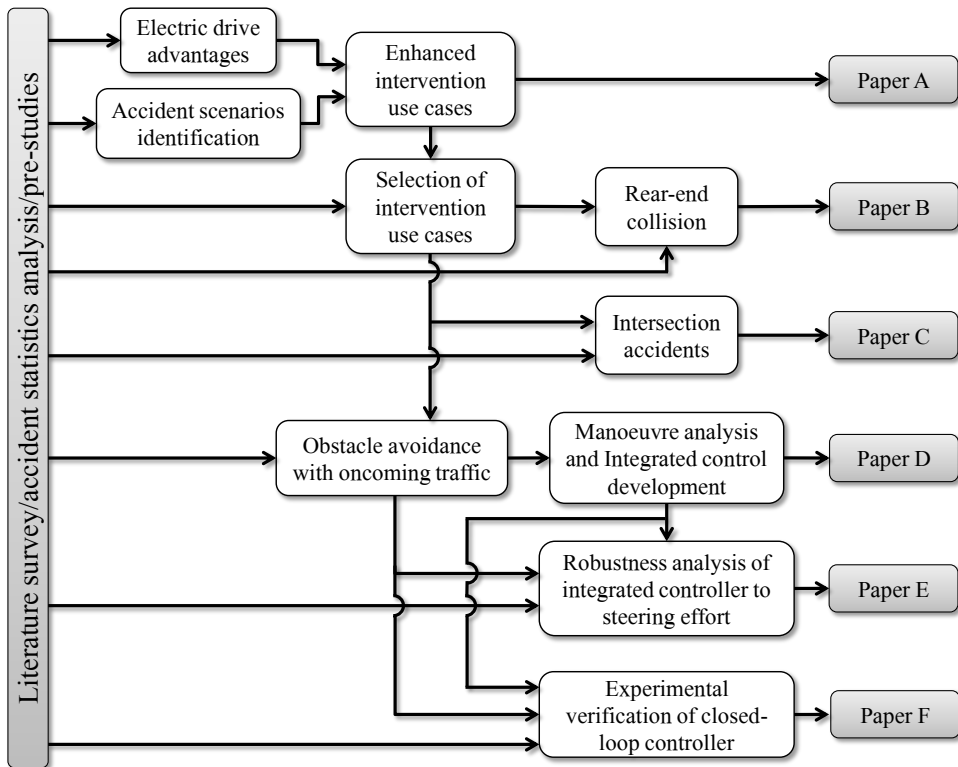 Literature survey/accident statistics analysis/pre-studies
Electric drive
advantages
Accident scenarios
identification
Enhanced
intervention
use cases
Paper A
Selection of
intervention
use cases
Rear-end
collision
Paper B
Intersection
accidents
Paper C
Obstacle avoidance
with oncoming traffic
Manoeuvre analysis
and Integrated control
development
Paper D
Robustness analysis of
integrated controller to
steering effort
Paper E
Experimental
verification of closed-
loop controller
Paper F